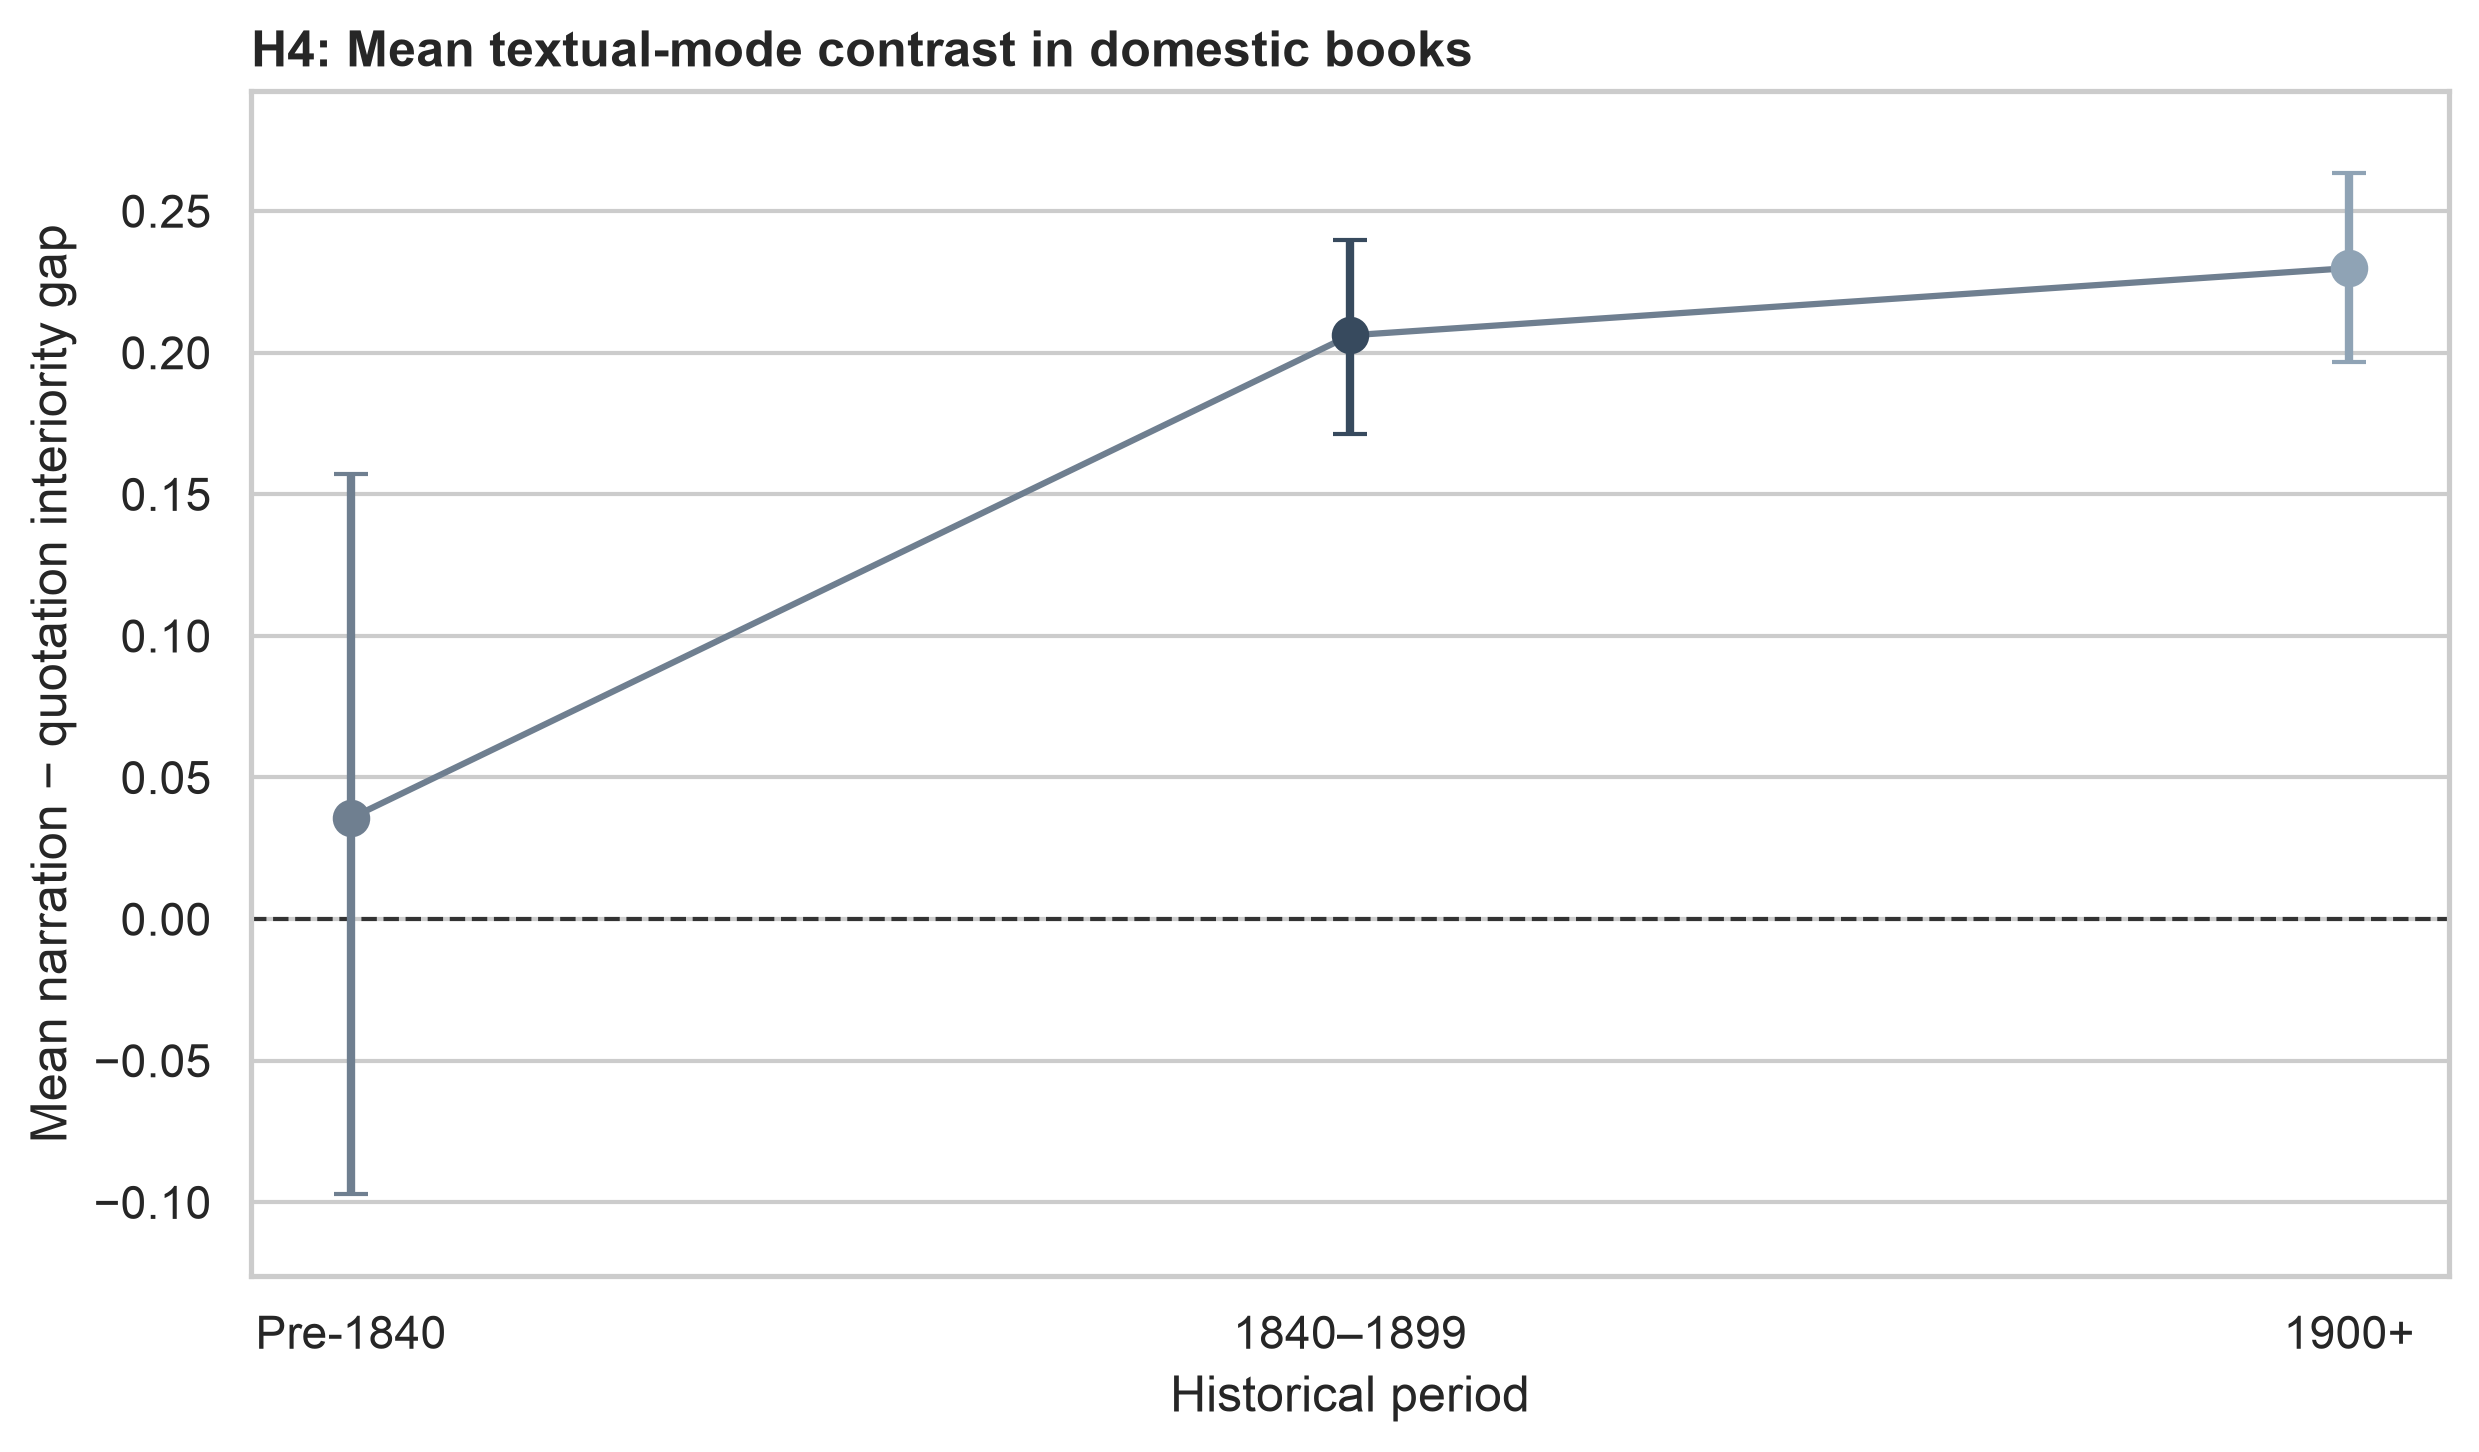 H4: Mean textual-mode contrast in domestic books
Mean narration – quotation interiority gap
0.25
0.20
0.15
0.10
0.05
0.00
−0.05
−0.10
Pre-1840
1840–1899
1900+
Historical period